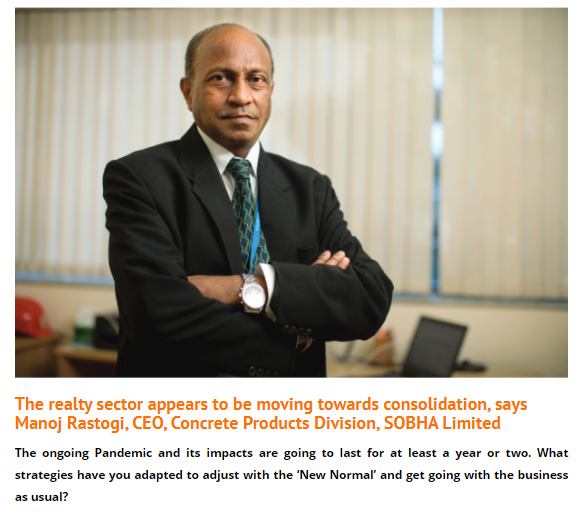 The realty sector appears to be moving towards consolidation, says
Manoj Rastogi, CEO, Concrete Products Division, SOBHA Limited
The ongoing Pandemic and its impacts are going to last for at least a year or two. What
strategies have you adapted to adjust with the ‘New Normal’ and get going with the business
as usual?